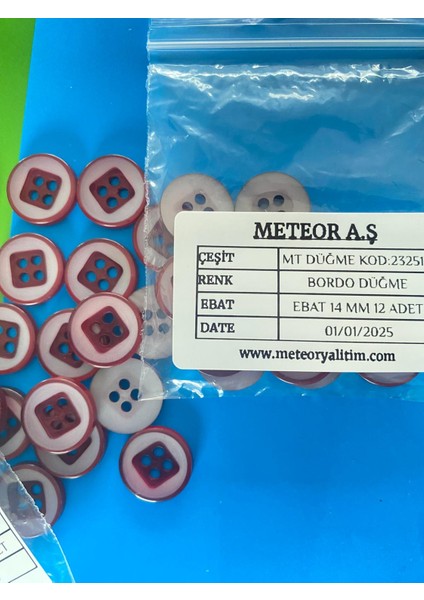 METEOR A.Ş
ÇEŞİT MT DÜĞME KOD:23251
RENK BORDO DÜĞME
EBAT EBAT 14 MM 12 ADET
DATE 01/01/2025
www.meteoryalitim.com